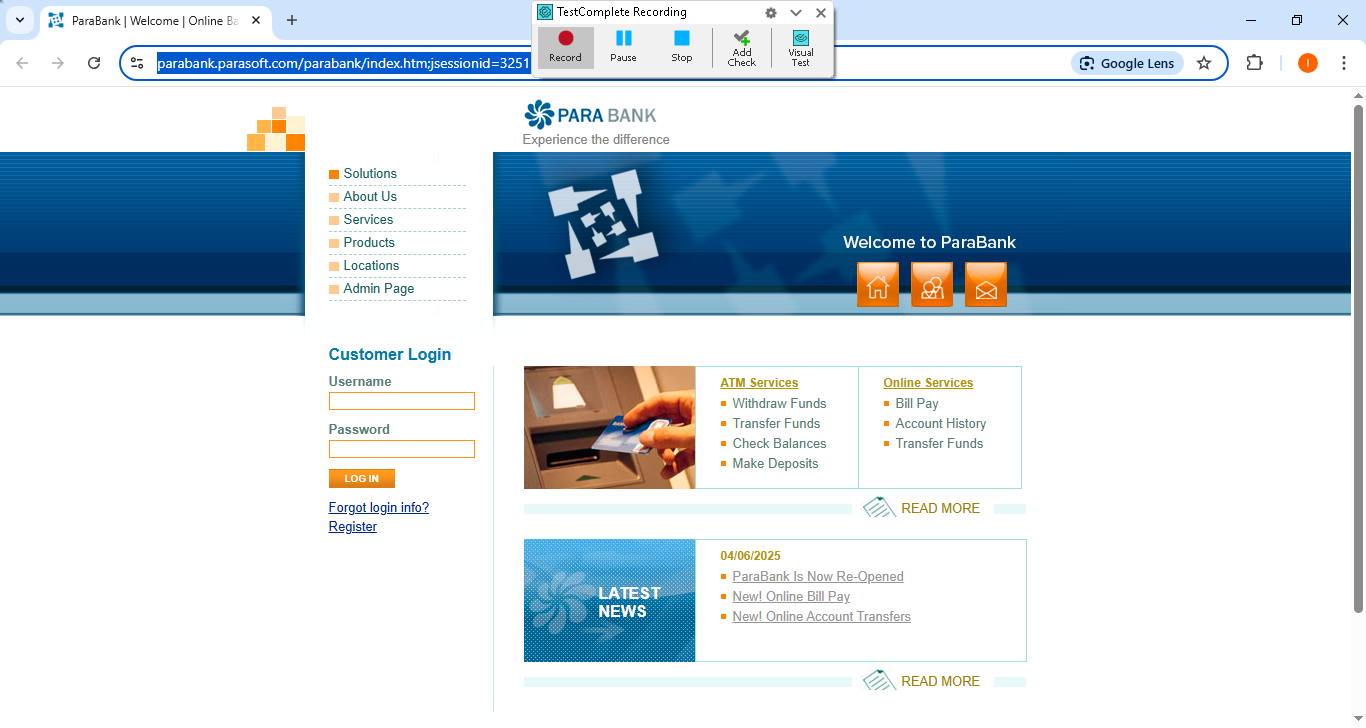 ParaBank | Welcome | Online Ba
TestComplete Recording
Record
Pause
Stop
Add Check
Visual Test
parabank.parasoft.com/parabank/index.htm;jsessionid=3251
Google Lens
I
PARA BANK
Experience the difference
Solutions
About Us
Services
Products
Locations
Admin Page
Welcome to ParaBank
Customer Login
Username
Password
LOG IN
Forgot login info?
Register
ATM Services
Withdraw Funds
Transfer Funds
Check Balances
Make Deposits
Online Services
Bill Pay
Account History
Transfer Funds
READ MORE
LATEST
NEWS
04/06/2025
ParaBank Is Now Re-Opened
New! Online Bill Pay
New! Online Account Transfers
READ MORE